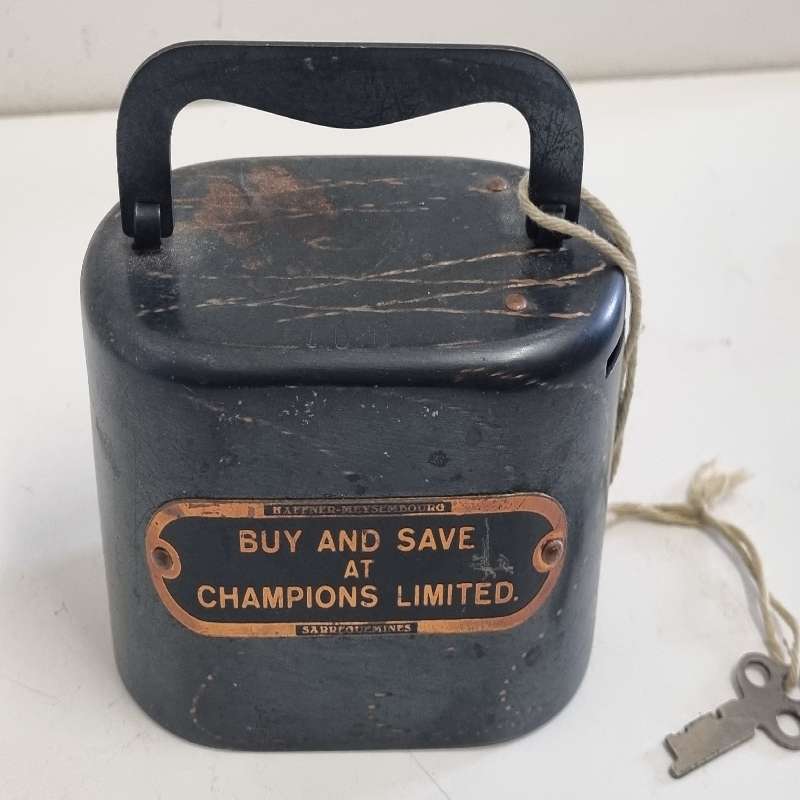 HAFFNER-MEYSEMBOURG
BUY AND SAVE
AT
CHAMPIONS LIMITED.
SARREGUEMINES